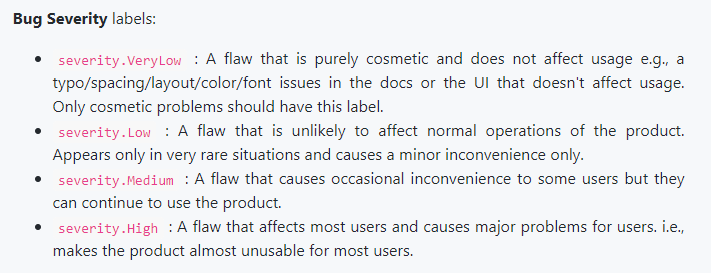 Bug Severity labels:
severity.VeryLow : A flaw that is purely cosmetic and does not affect usage e.g., a
typo/spacing/layout/color/font issues in the docs or the UI that doesn't affect usage.
Only cosmetic problems should have this label.
severity.Low : A flaw that is unlikely to affect normal operations of the product.
Appears only in very rare situations and causes a minor inconvenience only.
severity.Medium : A flaw that causes occasional inconvenience to some users but they
can continue to use the product.
severity.High : A flaw that affects most users and causes major problems for users. i.e.,
makes the product almost unusable for most users.